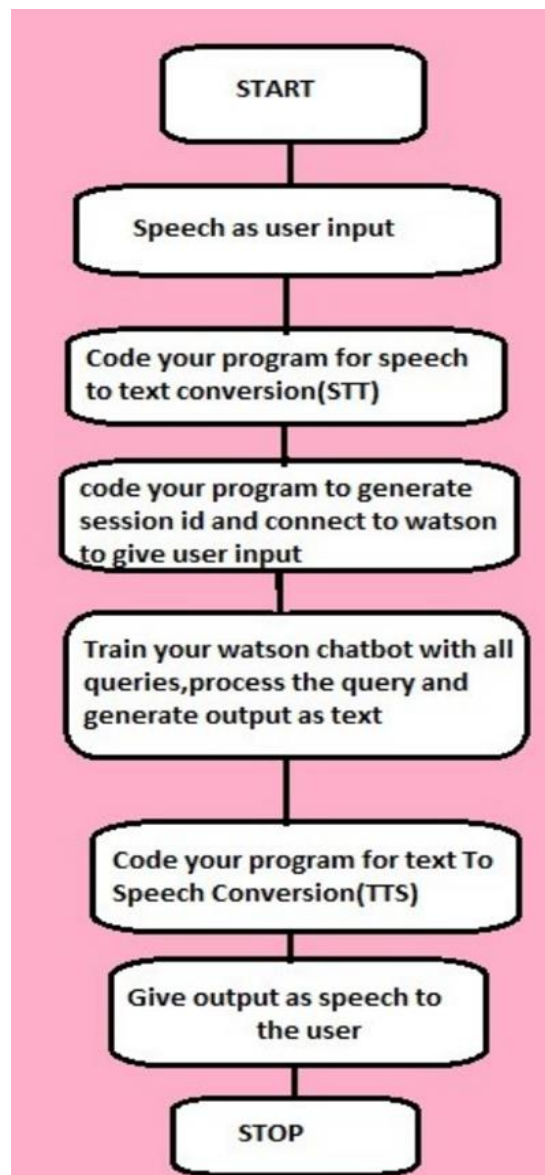 START
Speech as user input
Code your program for speech
to text conversion(STT)
code your program to generate
session id and connect to watson
to give user input
Train your watson chatbot with all
queries,process the query and
generate output as text
Code your program for text To
Speech Conversion(TTS)
Give output as speech to
the user
STOP